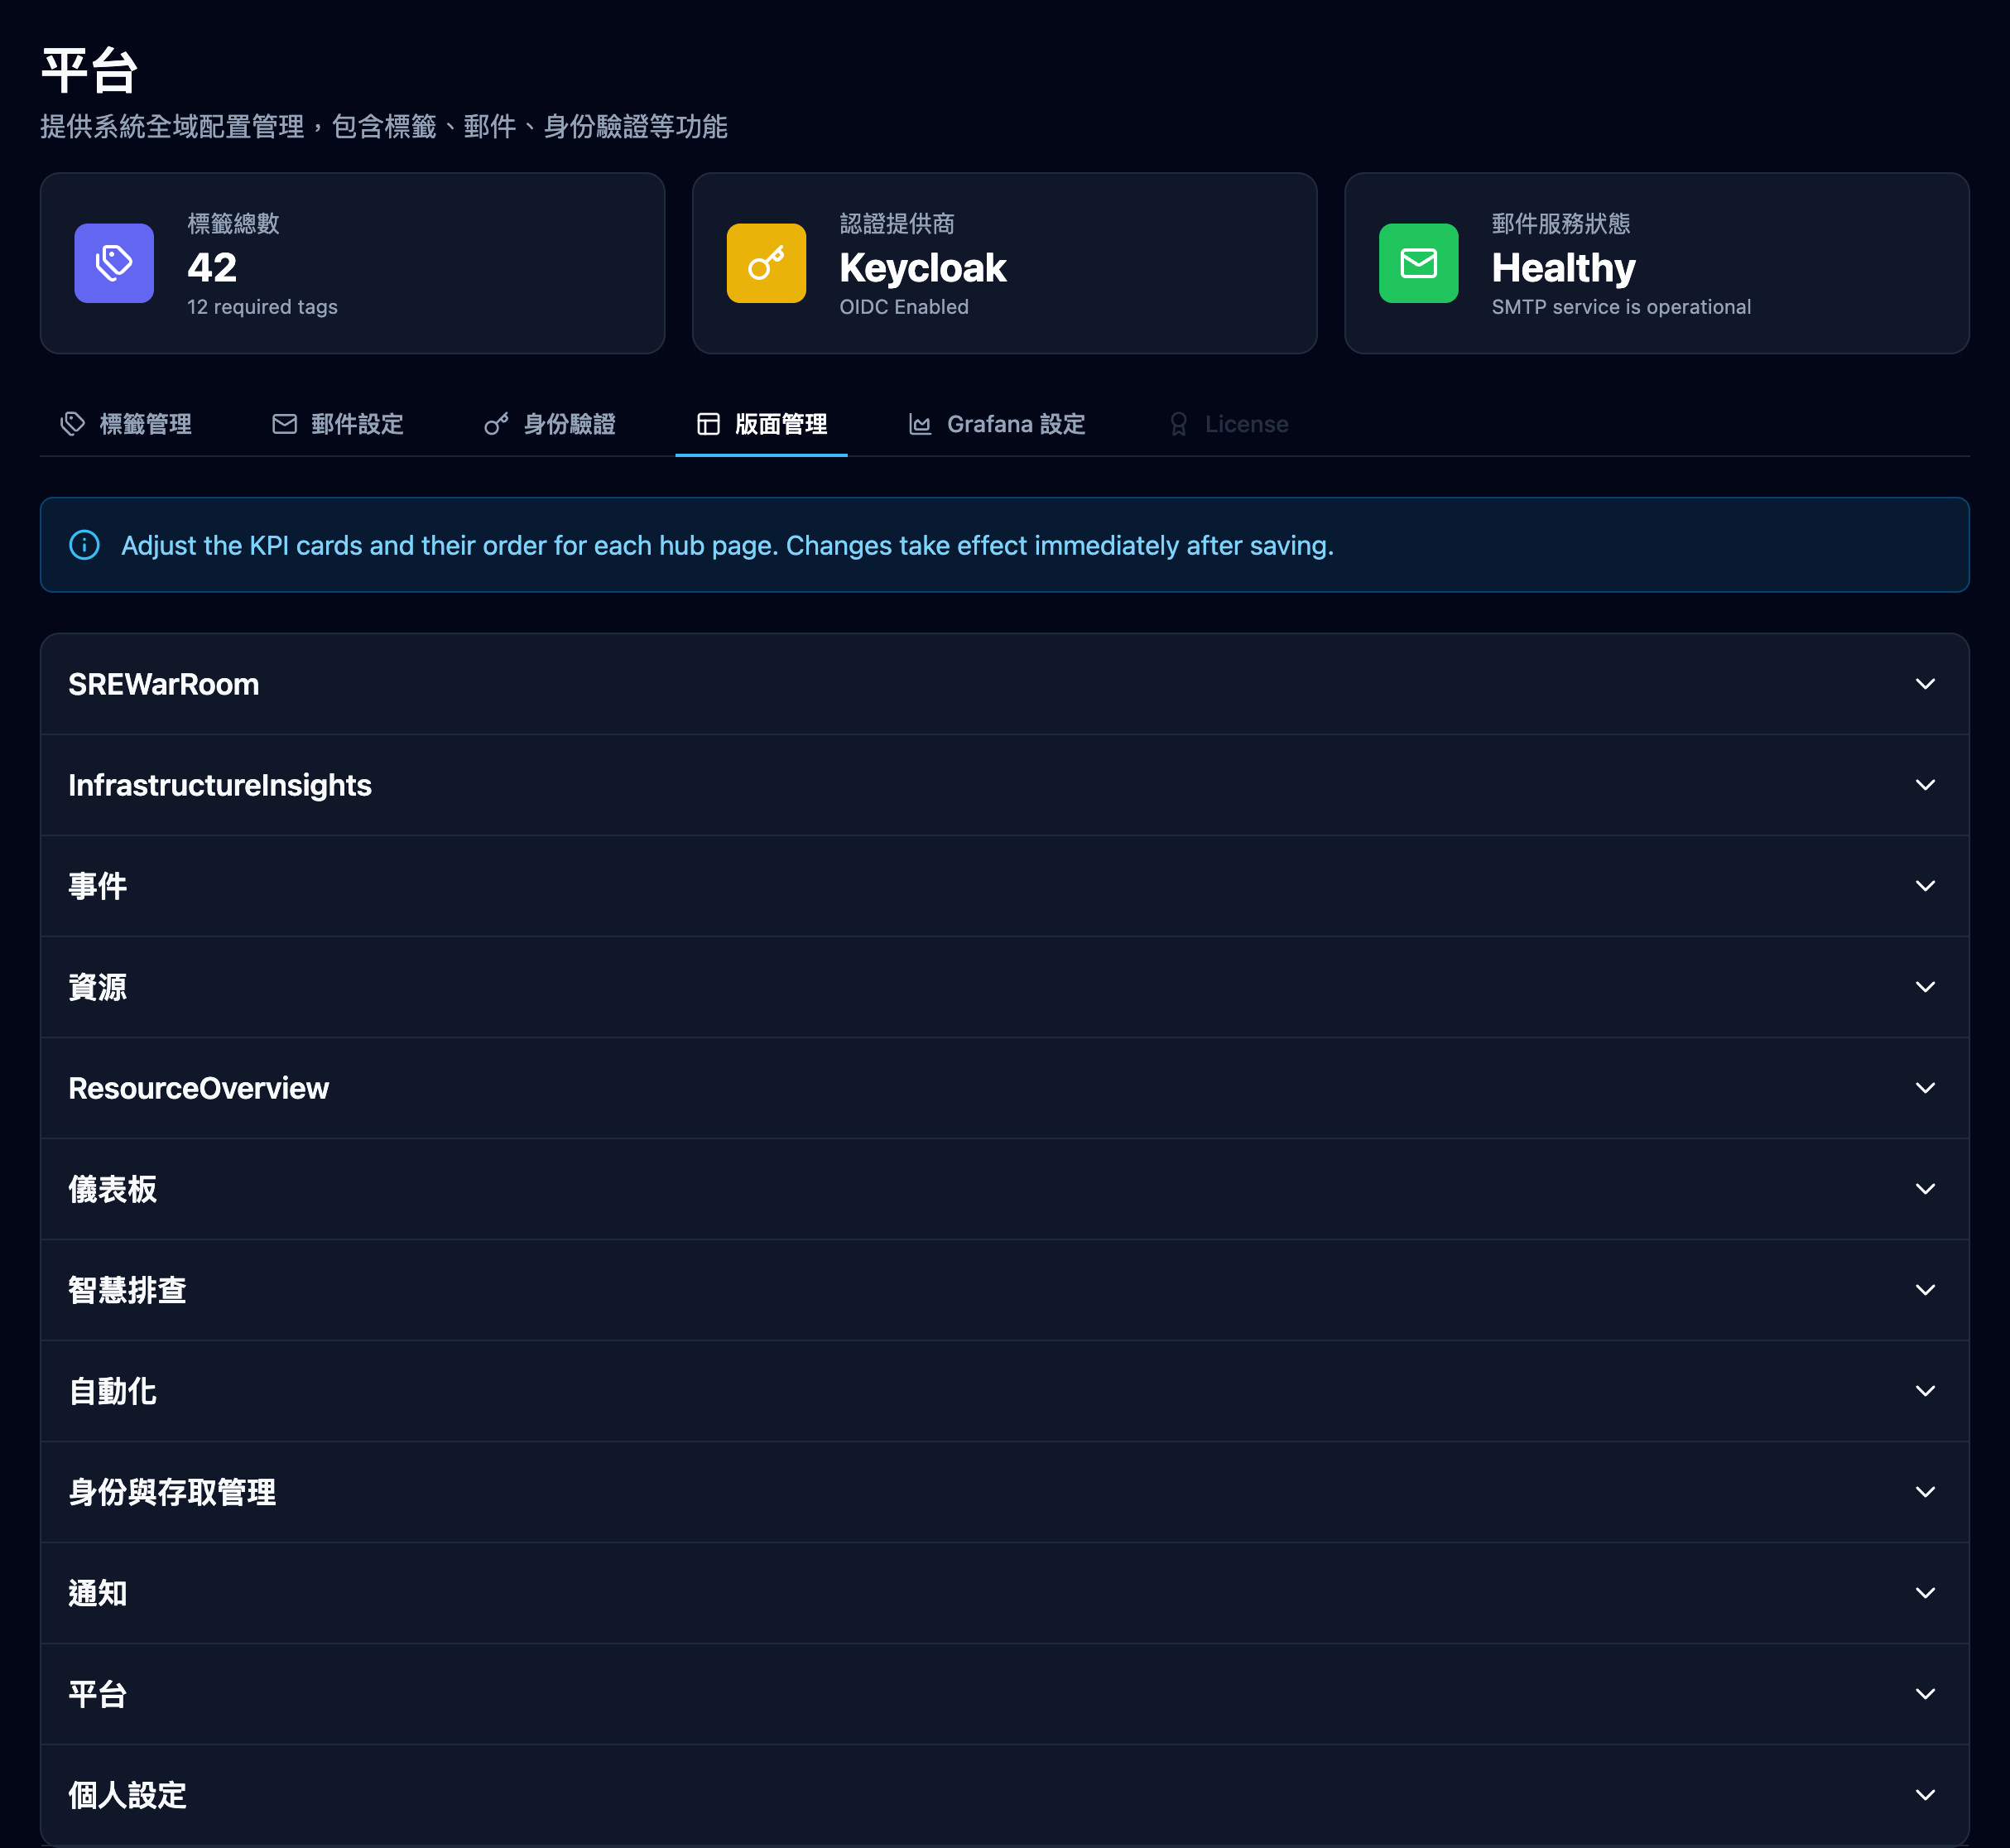 平台
提供系統全域配置管理，包含標籤、郵件、身份驗證等功能
標籤總數
42
12 required tags
認證提供商
Keycloak
OIDC Enabled
郵件服務狀態
Healthy
SMTP service is operational
標籤管理
郵件設定
身份驗證
版面管理
Grafana 設定
License
Adjust the KPI cards and their order for each hub page. Changes take effect immediately after saving.
SREWarRoom
InfrastructureInsights
事件
資源
ResourceOverview
儀表板
智慧排查
自動化
身份與存取管理
通知
平台
個人設定